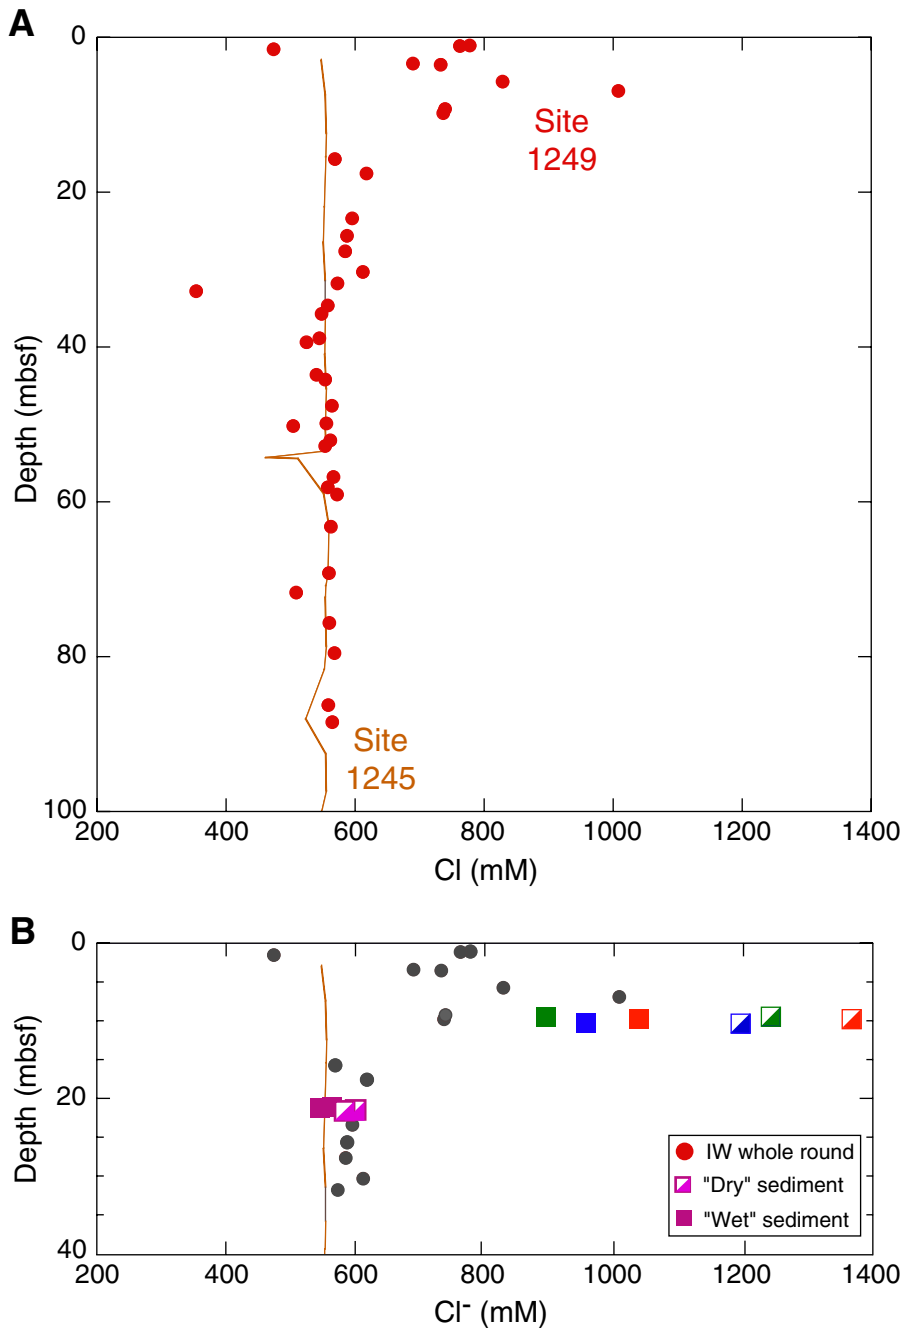 A
0
20
40
60
80
100
Depth (mbsf)
Site
1249
Site
1245
200 400 600 800 1000 1200 1400
Cl (mM)
B
0
10
20
30
40
Depth (mbsf)
IW whole round
"Dry" sediment
"Wet" sediment
200 400 600 800 1000 1200 1400
Cl⁻ (mM)